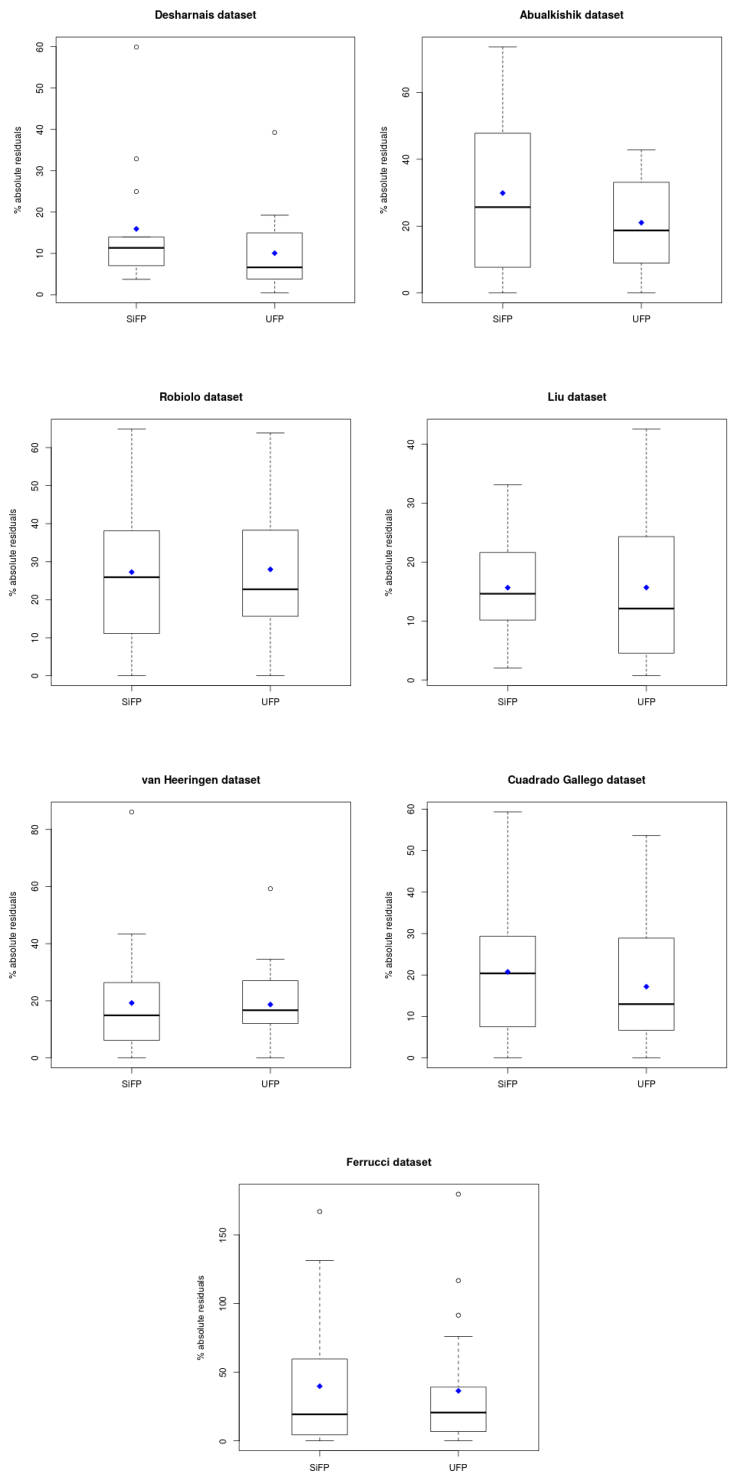 Desharnais dataset
% absolute residuals
60
50
40
30
20
10
0
SiFP UFP
Abualkishik dataset
% absolute residuals
60
40
20
0
SiFP UFP
Robiolo dataset
% absolute residuals
60
50
40
30
20
10
0
SiFP UFP
Liu dataset
% absolute residuals
40
30
20
10
0
SiFP UFP
van Heeringen dataset
% absolute residuals
80
60
40
20
0
SiFP UFP
Cuadrado Gallego dataset
% absolute residuals
60
50
40
30
20
10
0
SiFP UFP
Ferrucci dataset
% absolute residuals
150
100
50
0
SiFP UFP